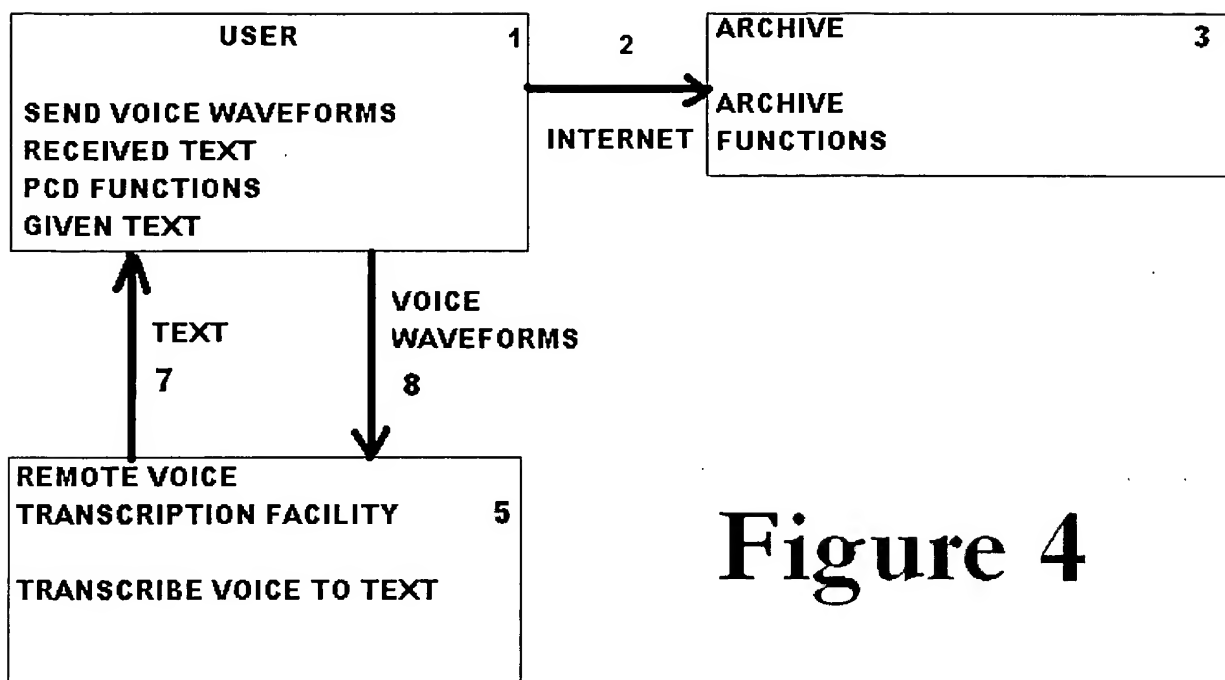 USER 1
SEND VOICE WAVEFORMS
RECEIVED TEXT
PCD FUNCTIONS
GIVEN TEXT
2
INTERNET
ARCHIVE 3
ARCHIVE
FUNCTIONS
TEXT
7
VOICE
WAVEFORMS
8
REMOTE VOICE
TRANSCRIPTION FACILITY 5
TRANSCRIBE VOICE TO TEXT
Figure 4